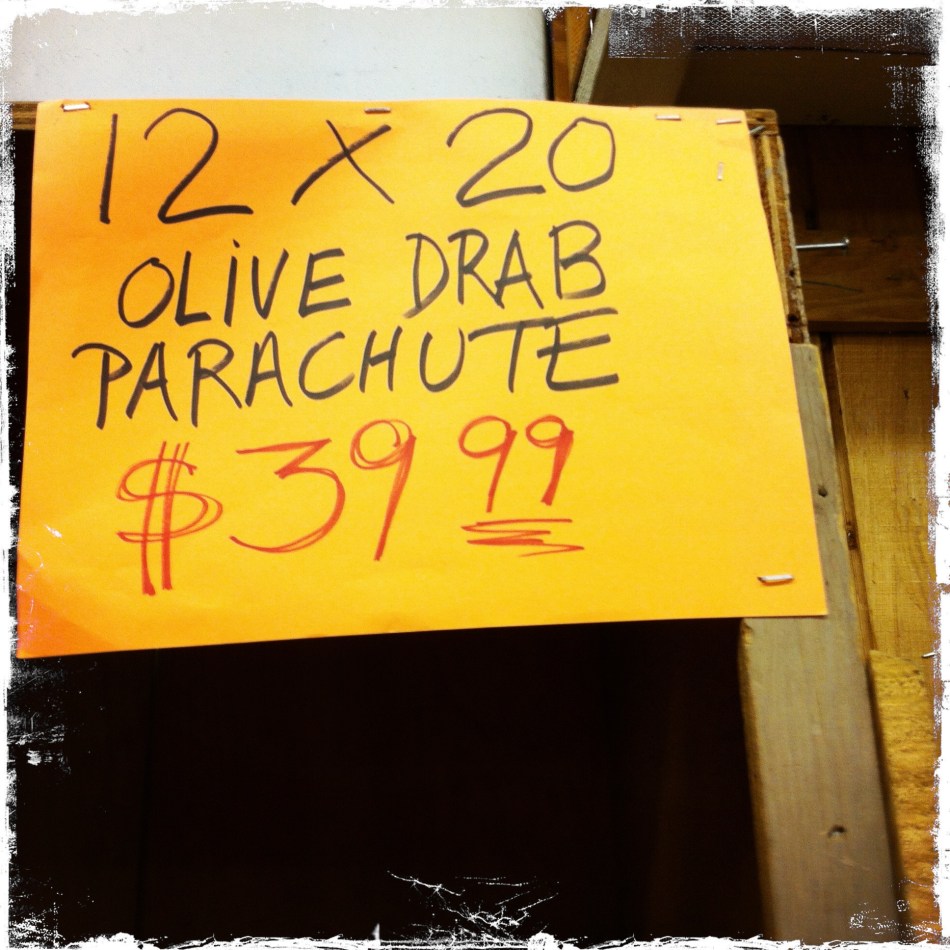 12 X 20
OLiVE DRAB
PARACHUTE
$39 99